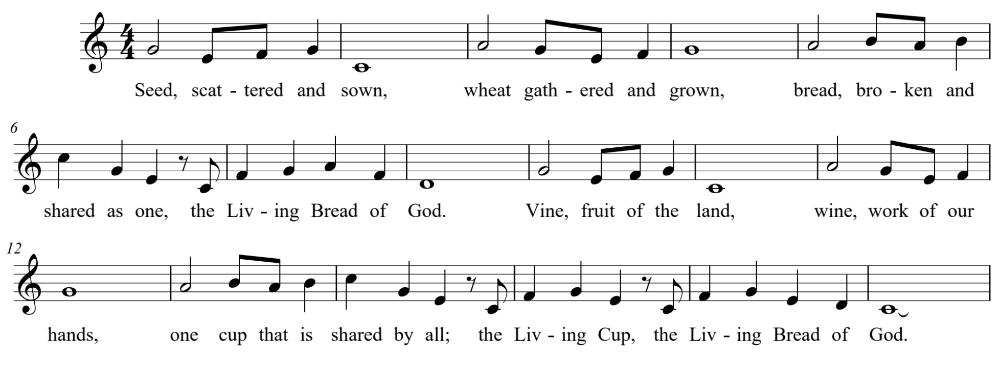 Seed, scat - tered and sown, wheat gath - ered and grown, bread, bro - ken and
6
shared as one, the Liv - ing Bread of God. Vine, fruit of the land, wine, work of our
12
hands, one cup that is shared by all; the Liv - ing Cup, the Liv - ing Bread of God.